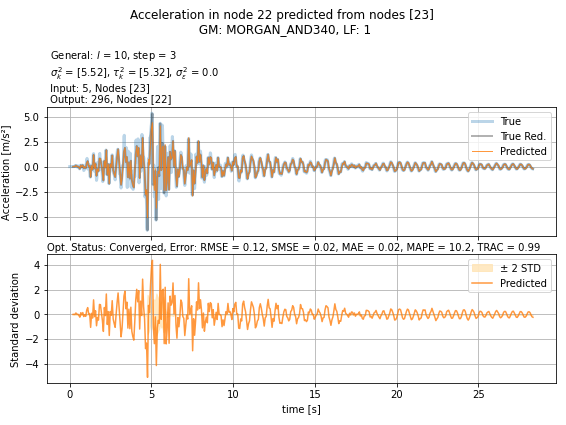 Acceleration in node 22 predicted from nodes [23]
GM: MORGAN_AND340, LF: 1
General: l = 10, step = 3
σ²ₖ = [5.52], τ²ₖ = [5.32], σ²ε = 0.0
Input: 5, Nodes [23]
Output: 296, Nodes [22]
Acceleration [m/s²]
5.0
2.5
0.0
−2.5
−5.0
True
True Red.
Predicted
Opt. Status: Converged, Error: RMSE = 0.12, SMSE = 0.02, MAE = 0.02, MAPE = 10.2, TRAC = 0.99
Standard deviation
4
2
0
−2
−4
± 2 STD
Predicted
0 5 10 15 20 25
time [s]